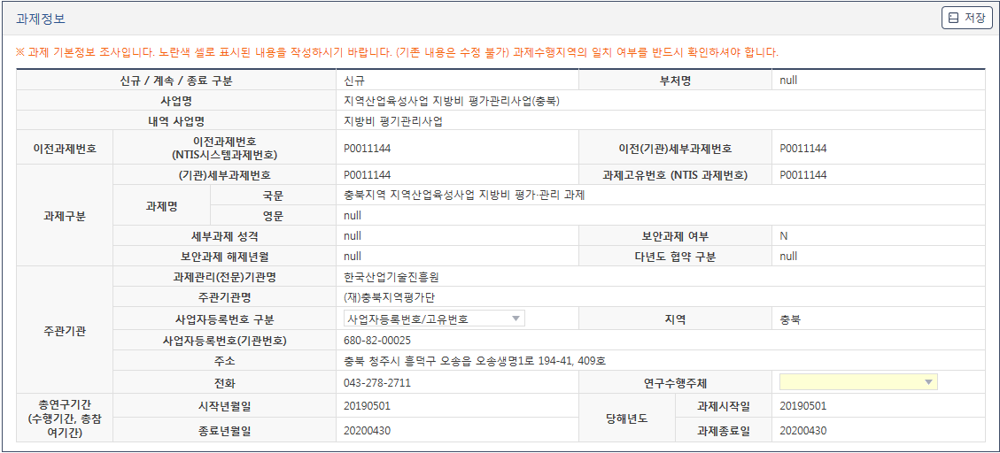 과제정보
저장
※ 과제 기본정보 조사입니다. 노란색 셀로 표시된 내용을 작성하시기 바랍니다. (기존 내용은 수정 불가) 과제수행지역의 일치 여부를 반드시 확인하셔야 합니다.
신규 / 계속 / 종료 구분 신규 부처명 null
사업명 지역산업육성사업 지방비 평가관리사업(충북)
내역 사업명 지방비 평기관리사업
이전과제번호 이전과제번호 (NTIS시스템과제번호) P0011144 이전(기관)세부과제번호 P0011144
과제구분 (기관)세부과제번호 P0011144 과제고유번호 (NTIS 과제번호) P0011144
과제명 국문 충북지역 지역산업육성사업 지방비 평가·관리 과제
영문 null
세부과제 성격 null 보안과제 여부 N
보안과제 해제년월 null 다년도 협약 구분 null
주관기관 과제관리(전문)기관명 한국산업기술진흥원
주관기관명 (재)충북지역평가단
사업자등록번호 구분 사업자등록번호/고유번호 지역 충북
사업자등록번호(기관번호) 680-82-00025
주소 충북 청주시 흥덕구 오송읍 오송생명1로 194-41, 409호
전화 043-278-2711 연구수행주체
총연구기간 (수행기간, 총참여기간) 시작년월일 20190501 당해년도 과제시작일 20190501
종료년월일 20200430 과제종료일 20200430